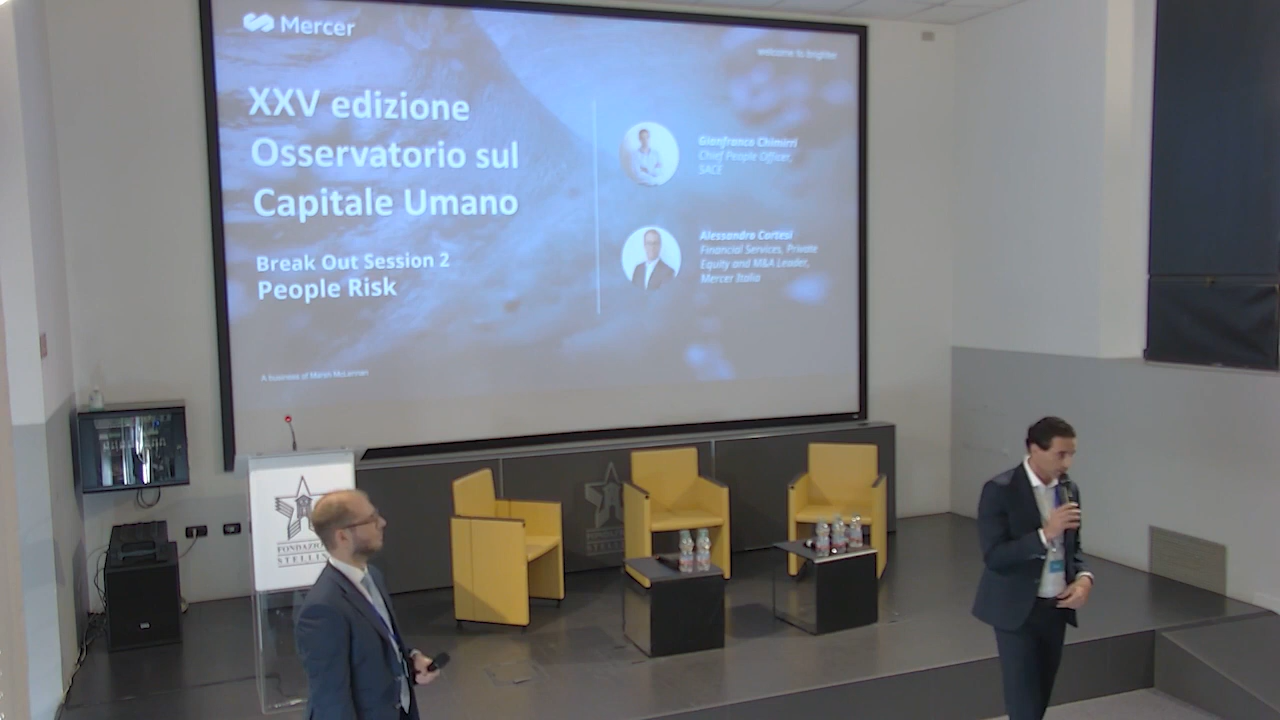 Mercer
welcome to brighter
XXV edizione
Osservatorio sul
Capitale Umano
Break Out Session 2
People Risk
A business of Marsh McLennan
Gianfranco Chimirri
Chief People Officer,
SACE
Alessandro Cortesi
Financial Services, Private
Equity and M&A Leader,
Mercer Italia
FONDAZIONE
STELLINE